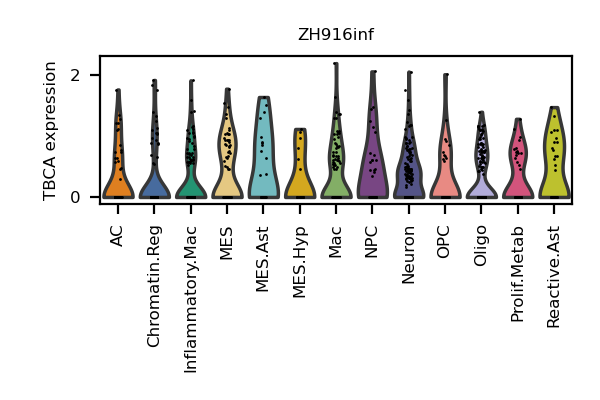 ZH916inf
TBCA expression
2
0
AC
Chromatin.Reg
Inflammatory.Mac
MES
MES.Ast
MES.Hyp
Mac
NPC
Neuron
OPC
Oligo
Prolif.Metab
Reactive.Ast